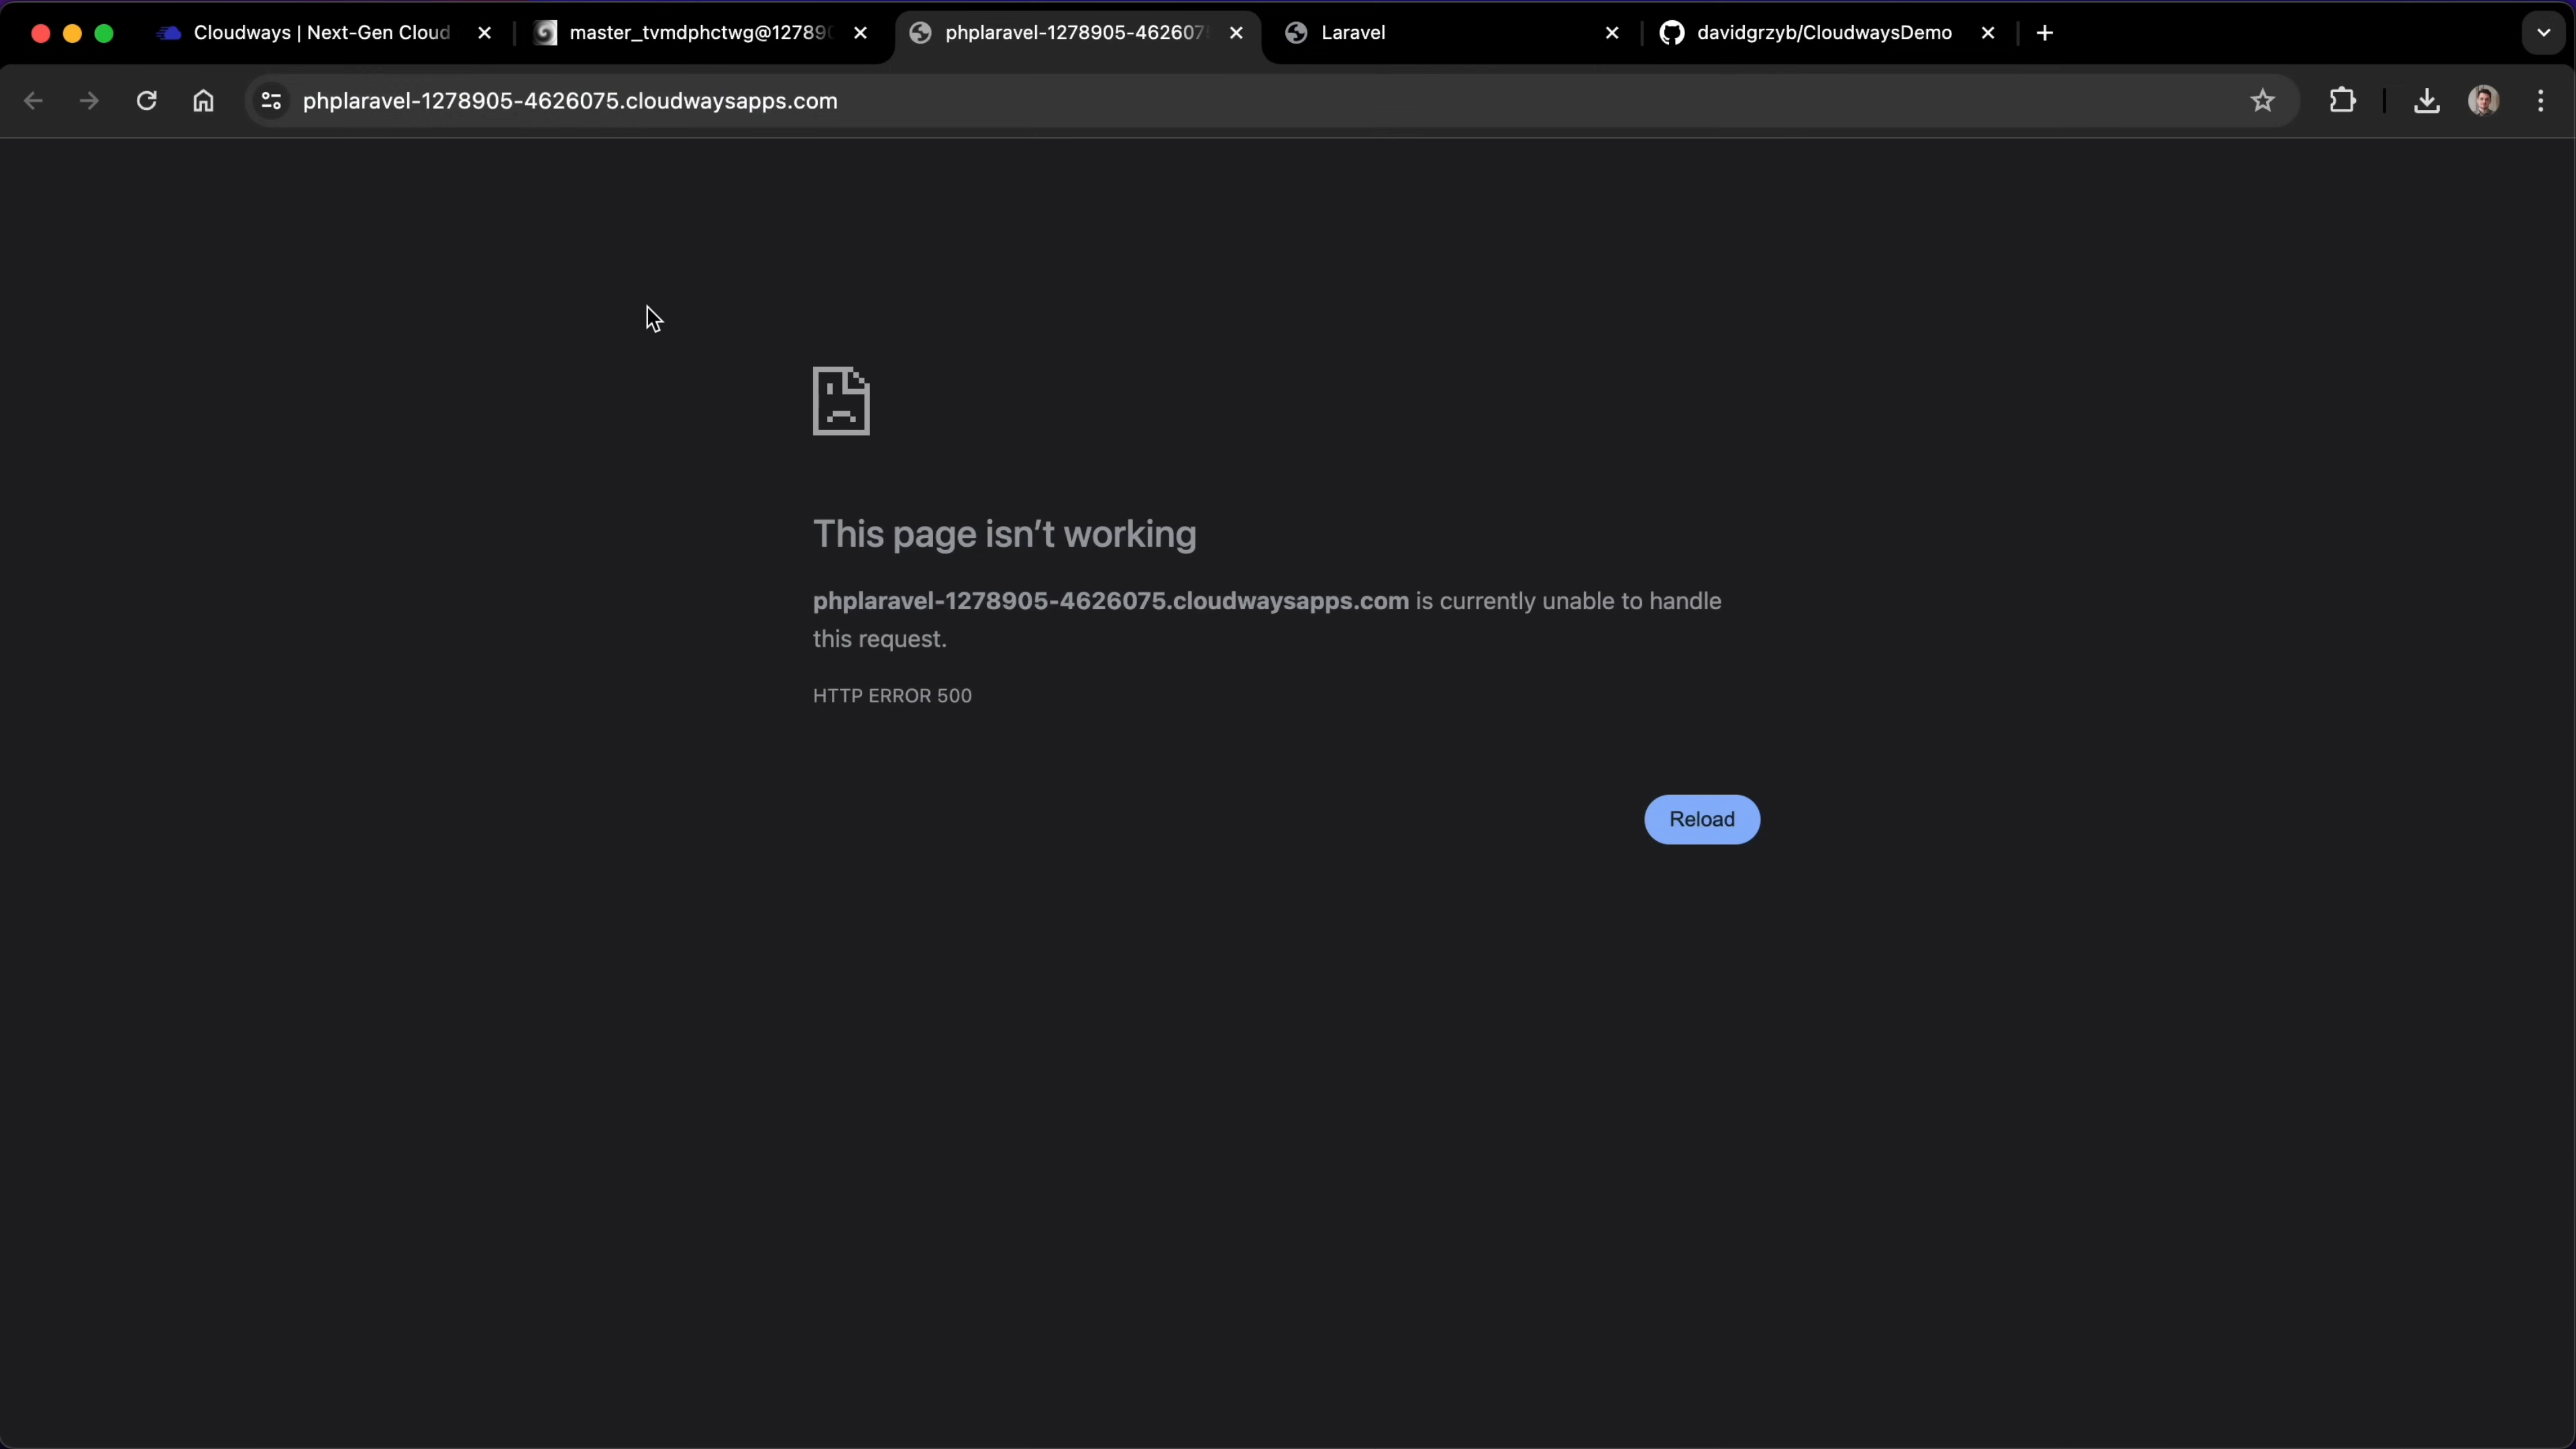 Cloudways | Next-Gen Cloud
master_tvmdphctwg@12789
phplaravel-1278905-462607
Laravel
davidgrzyb/CloudwaysDemo
phplaravel-1278905-4626075.cloudwaysapps.com
This page isn’t working
phplaravel-1278905-4626075.cloudwaysapps.com is currently unable to handle
this request.
HTTP ERROR 500
Reload